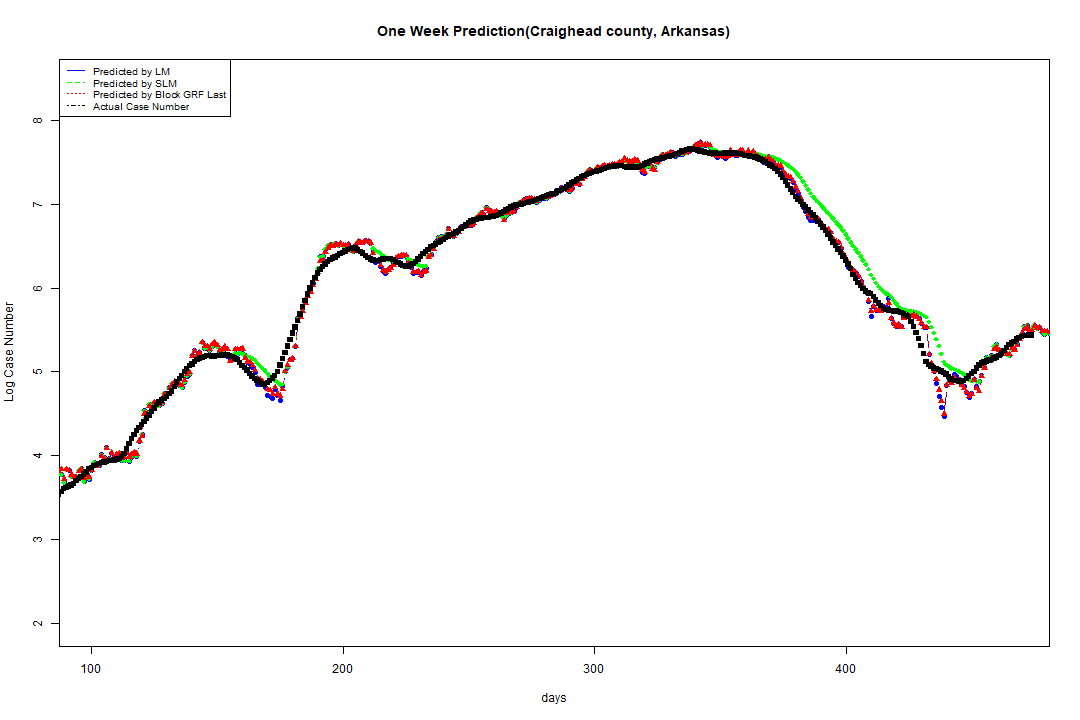 One Week Prediction(Craighead county, Arkansas)
Predicted by LM
Predicted by SLM
Predicted by Block GRF Last
Actual Case Number
Log Case Number
8
7
6
5
4
3
2
100 200 300 400
days